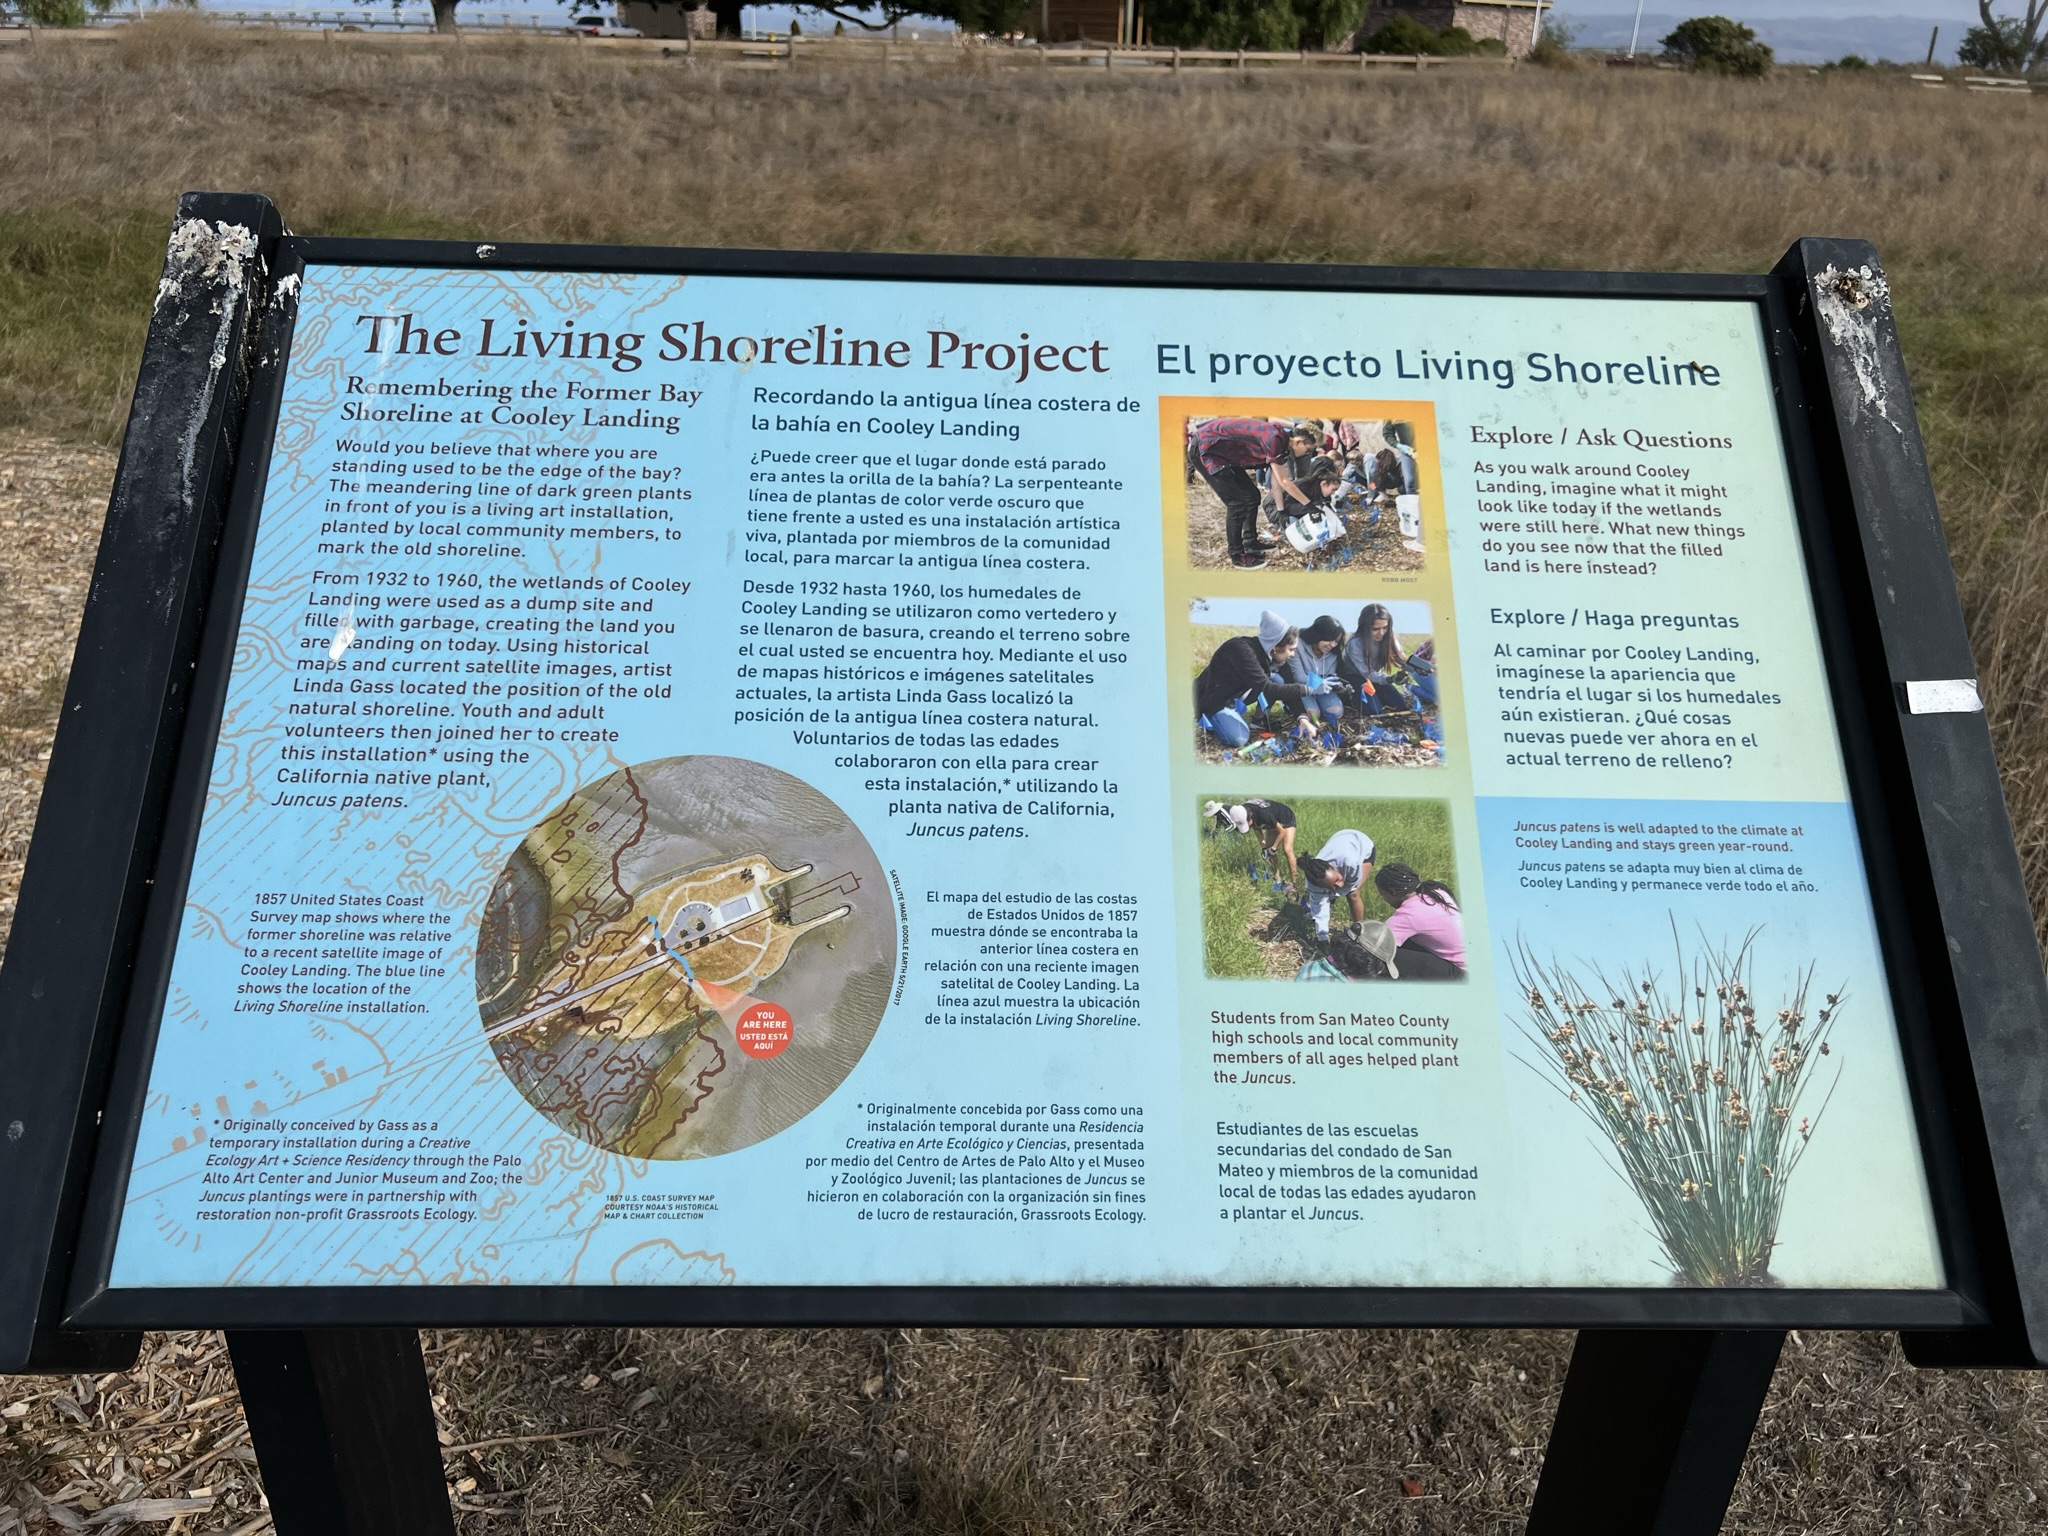 The Living Shoreline Project
El proyecto Living Shoreline
Remembering the Former Bay
Shoreline at Cooley Landing
Would you believe that where you are
standing used to be the edge of the bay?
The meandering line of dark green plants
in front of you is a living art installation,
planted by local community members, to
mark the old shoreline.
From 1932 to 1960, the wetlands of Cooley
Landing were used as a dump site and
filled with garbage, creating the land you
are standing on today. Using historical
maps and current satellite images, artist
Linda Gass located the position of the old
natural shoreline. Youth and adult
volunteers then joined her to create
this installation* using the
California native plant,
Juncus patens.
1857 United States Coast
Survey map shows where the
former shoreline was relative
to a recent satellite image of
Cooley Landing. The blue line
shows the location of the
Living Shoreline installation.
* Originally conceived by Gass as a
temporary installation during a Creative
Ecology Art + Science Residency through the Palo
Alto Art Center and Junior Museum and Zoo; the
Juncus plantings were in partnership with
restoration non-profit Grassroots Ecology.
Recordando la antigua línea costera de
la bahía en Cooley Landing
¿Puede creer que el lugar donde está parado
era antes la orilla de la bahía? La serpenteante
línea de plantas de color verde oscuro que
tiene frente a usted es una instalación artística
viva, plantada por miembros de la comunidad
local, para marcar la antigua línea costera.
Desde 1932 hasta 1960, los humedales de
Cooley Landing se utilizaron como vertedero y
se llenaron de basura, creando el terreno sobre
el cual usted se encuentra hoy. Mediante el uso
de mapas históricos e imágenes satelitales
actuales, la artista Linda Gass localizó la
posición de la antigua línea costera natural.
Voluntarios de todas las edades
colaboraron con ella para crear
esta instalación,* utilizando la
planta nativa de California,
Juncus patens.
SATELLITE IMAGE: GOOGLE EARTH 5/21/2017
YOU
ARE HERE
USTED ESTÁ
AQUÍ
1857 U.S. COAST SURVEY MAP
COURTESY NOAA'S HISTORICAL
MAP & CHART COLLECTION
El mapa del estudio de las costas
de Estados Unidos de 1857
muestra dónde se encontraba la
anterior línea costera en
relación con una reciente imagen
satelital de Cooley Landing. La
línea azul muestra la ubicación
de la instalación Living Shoreline.
* Originalmente concebida por Gass como una
instalación temporal durante una Residencia
Creativa en Arte Ecológico y Ciencias, presentada
por medio del Centro de Artes de Palo Alto y el Museo
y Zoológico Juvenil; las plantaciones de Juncus se
hicieron en colaboración con la organización sin fines
de lucro de restauración, Grassroots Ecology.
ROBB MOST
Students from San Mateo County
high schools and local community
members of all ages helped plant
the Juncus.
Estudiantes de las escuelas
secundarias del condado de San
Mateo y miembros de la comunidad
local de todas las edades ayudaron
a plantar el Juncus.
Explore / Ask Questions
As you walk around Cooley
Landing, imagine what it might
look like today if the wetlands
were still here. What new things
do you see now that the filled
land is here instead?
Explore / Haga preguntas
Al caminar por Cooley Landing,
imagínese la apariencia que
tendría el lugar si los humedales
aún existieran. ¿Qué cosas
nuevas puede ver ahora en el
actual terreno de relleno?
Juncus patens is well adapted to the climate at
Cooley Landing and stays green year-round.
Juncus patens se adapta muy bien al clima de
Cooley Landing y permanece verde todo el año.